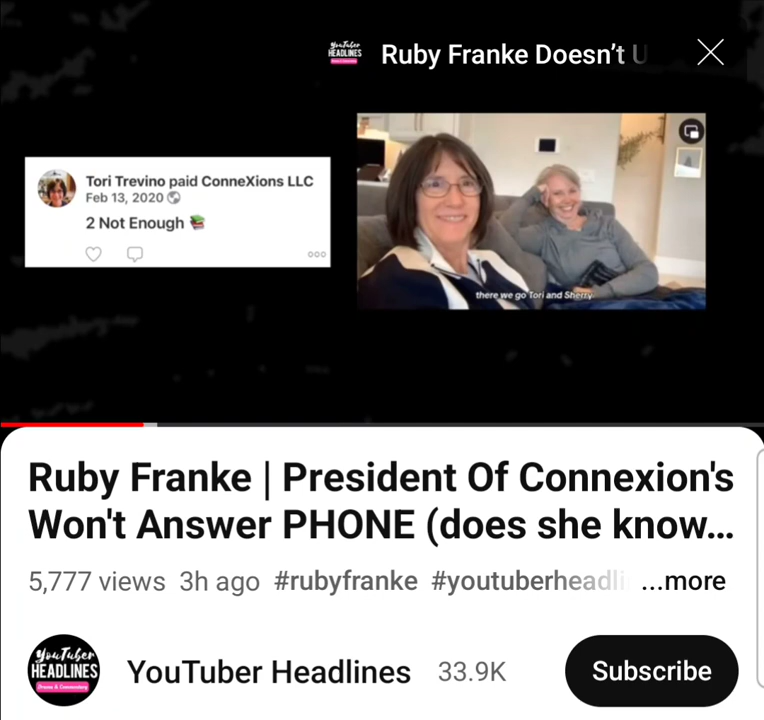 YouTuber
HEADLINES
Ruby Franke Doesn't U
Tori Trevino paid ConneXions LLC
Feb 13, 2020
2 Not Enough 📚
there we go Tori and Sherry
Ruby Franke | President Of Connexion's
Won't Answer PHONE (does she know...
5,777 views 3h ago #rubyfranke #youtuberheadli ...more
YouTuber
HEADLINES
Drama & Commentary
YouTuber Headlines 33.9K Subscribe